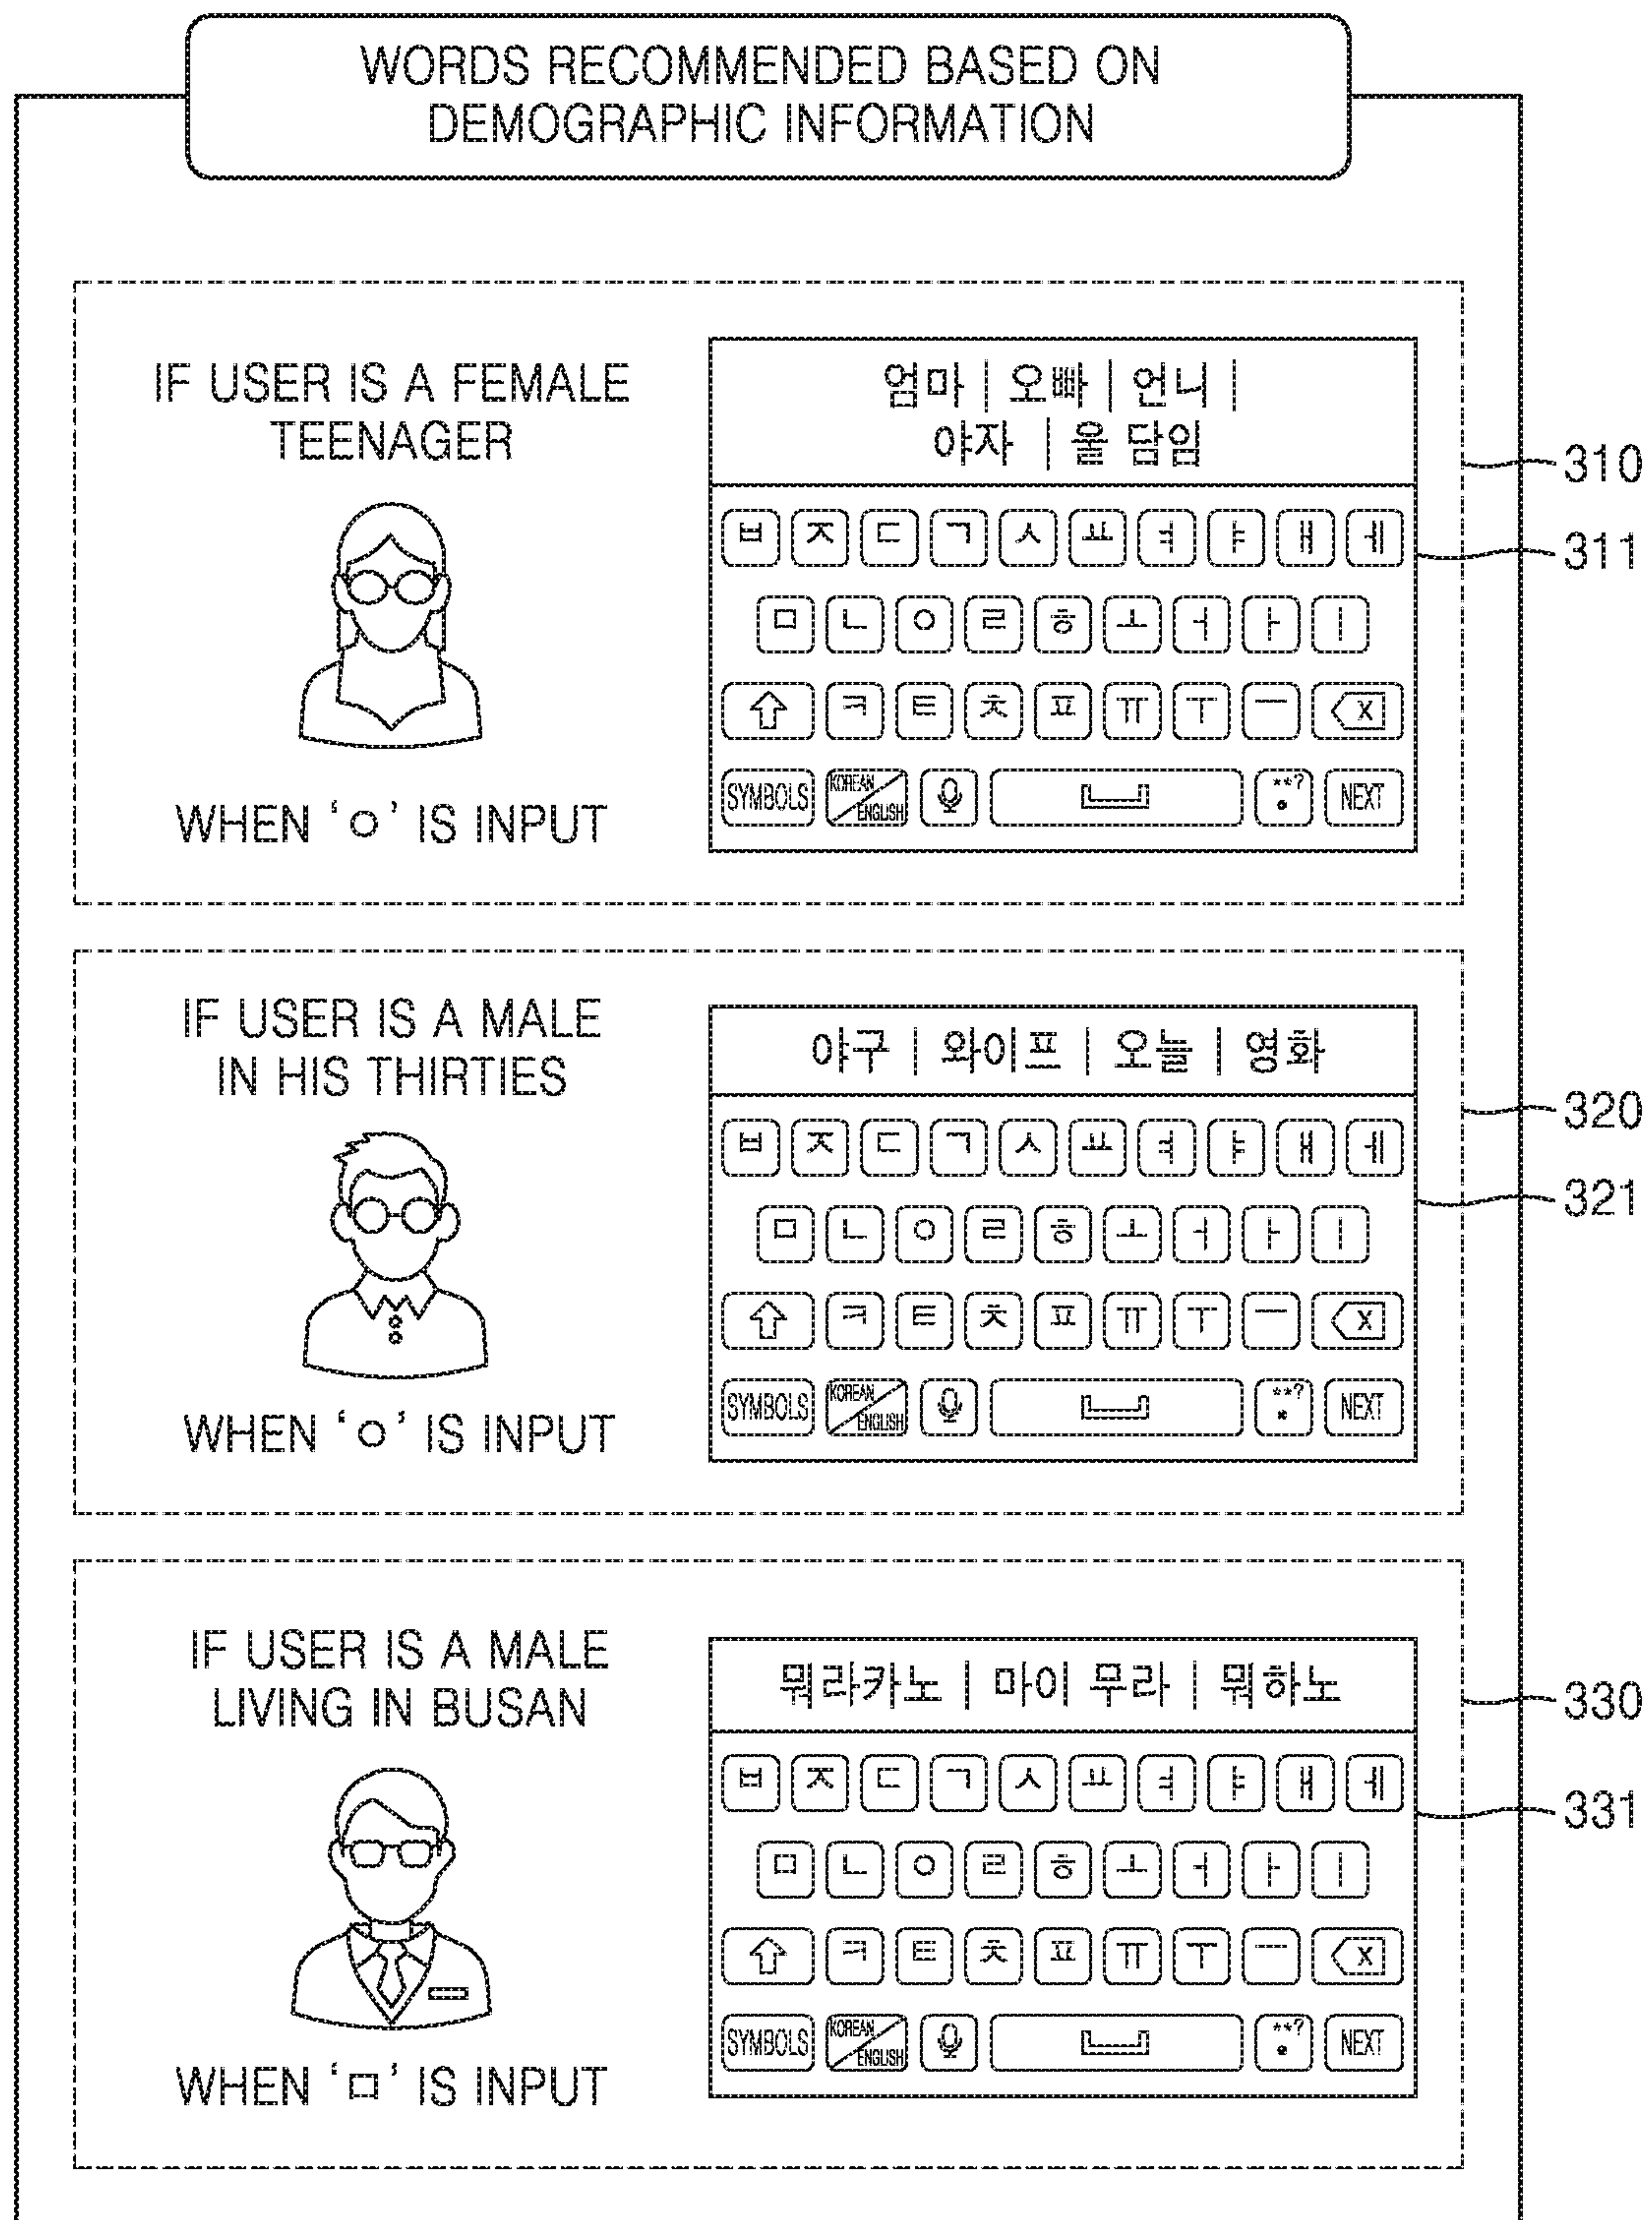 WORDS RECOMMENDED BASED ON
DEMOGRAPHIC INFORMATION
IF USER IS A FEMALE
TEENAGER
WHEN 'ㅇ' IS INPUT
엄마 | 오빠 | 언니 |
야자 | 울 담임
ㅂ ㅈ ㄷ ㄱ ㅅ ㅛ ㅕ ㅑ ㅐ ㅔ
ㅁ ㄴ ㅇ ㄹ ㅎ ㅗ ㅓ ㅏ ㅣ
ㅋ ㅌ ㅊ ㅍ ㅠ ㅜ ㅡ X
SYMBOLS KOREAN/ENGLISH **? NEXT
310
311
IF USER IS A MALE
IN HIS THIRTIES
WHEN 'ㅇ' IS INPUT
야구 | 와이프 | 오늘 | 영화
ㅂ ㅈ ㄷ ㄱ ㅅ ㅛ ㅕ ㅑ ㅐ ㅔ
ㅁ ㄴ ㅇ ㄹ ㅎ ㅗ ㅓ ㅏ ㅣ
ㅋ ㅌ ㅊ ㅍ ㅠ ㅜ ㅡ X
SYMBOLS KOREAN/ENGLISH **? NEXT
320
321
IF USER IS A MALE
LIVING IN BUSAN
WHEN 'ㅁ' IS INPUT
뭐라카노 | 마이 무라 | 뭐하노
ㅂ ㅈ ㄷ ㄱ ㅅ ㅛ ㅕ ㅑ ㅐ ㅔ
ㅁ ㄴ ㅇ ㄹ ㅎ ㅗ ㅓ ㅏ ㅣ
ㅋ ㅌ ㅊ ㅍ ㅠ ㅜ ㅡ X
SYMBOLS KOREAN/ENGLISH **? NEXT
330
331